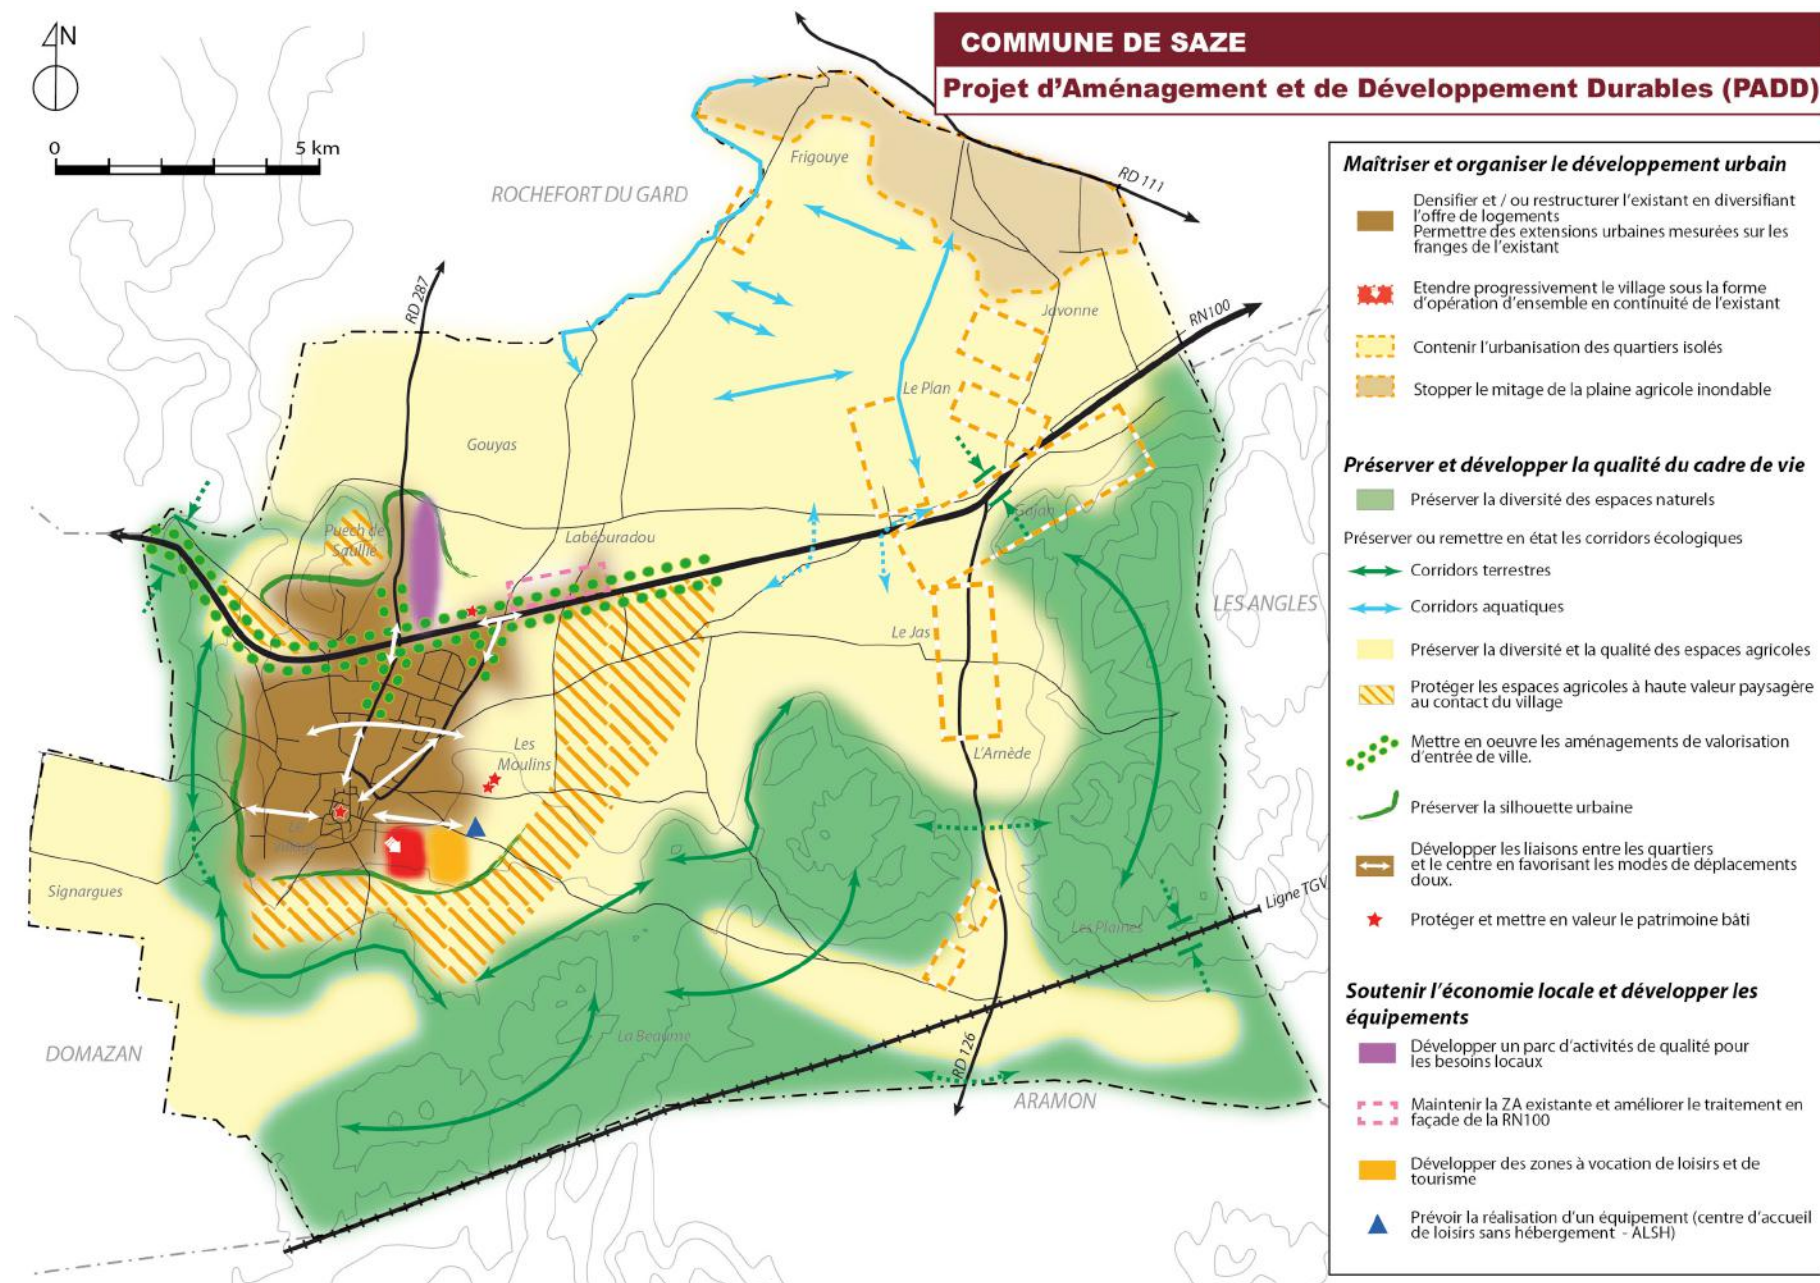 N
0 5 km
COMMUNE DE SAZE
Projet d'Aménagement et de Développement Durables (PADD)
ROCHEFORT DU GARD
Frigouye
RD 111
RD 287
Javonne
RN100
Le Plan
Gouyas
Puech de
Saullié
Labéouradou
Gajan
LES ANGLES
Le Jas
Les
Moulins
L'Arnède
Le
Village
Signargues
Ligne TGV
Les Plaines
La Beaume
DOMAZAN
RD 126
ARAMON
Maîtriser et organiser le développement urbain
Densifier et / ou restructurer l'existant en diversifiant
l'offre de logements
Permettre des extensions urbaines mesurées sur les
franges de l'existant
Etendre progressivement le village sous la forme
d'opération d'ensemble en continuité de l'existant
Contenir l'urbanisation des quartiers isolés
Stopper le mitage de la plaine agricole inondable
Préserver et développer la qualité du cadre de vie
Préserver la diversité des espaces naturels
Préserver ou remettre en état les corridors écologiques
Corridors terrestres
Corridors aquatiques
Préserver la diversité et la qualité des espaces agricoles
Protéger les espaces agricoles à haute valeur paysagère
au contact du village
Mettre en oeuvre les aménagements de valorisation
d'entrée de ville.
Préserver la silhouette urbaine
Développer les liaisons entre les quartiers
et le centre en favorisant les modes de déplacements
doux.
Protéger et mettre en valeur le patrimoine bâti
Soutenir l'économie locale et développer les
équipements
Développer un parc d'activités de qualité pour
les besoins locaux
Maintenir la ZA existante et améliorer le traitement en
façade de la RN100
Développer des zones à vocation de loisirs et de
tourisme
Prévoir la réalisation d'un équipement (centre d'accueil
de loisirs sans hébergement - ALSH)